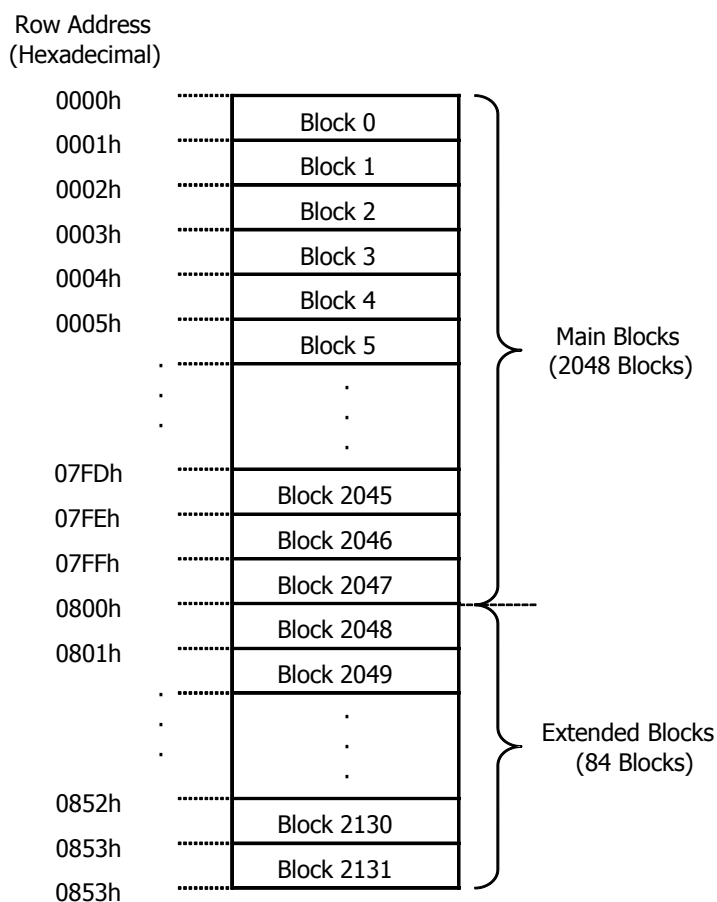 Row Address
(Hexadecimal)
0000h
Block 0
0001h
Block 1
0002h
Block 2
0003h
Block 3
0004h
Block 4
0005h
Block 5
Main Blocks
(2048 Blocks)
.
.
.
.
.
.
07FDh
Block 2045
07FEh
Block 2046
07FFh
Block 2047
0800h
Block 2048
0801h
Block 2049
.
.
.
.
.
.
Extended Blocks
(84 Blocks)
0852h
Block 2130
0853h
Block 2131
0853h